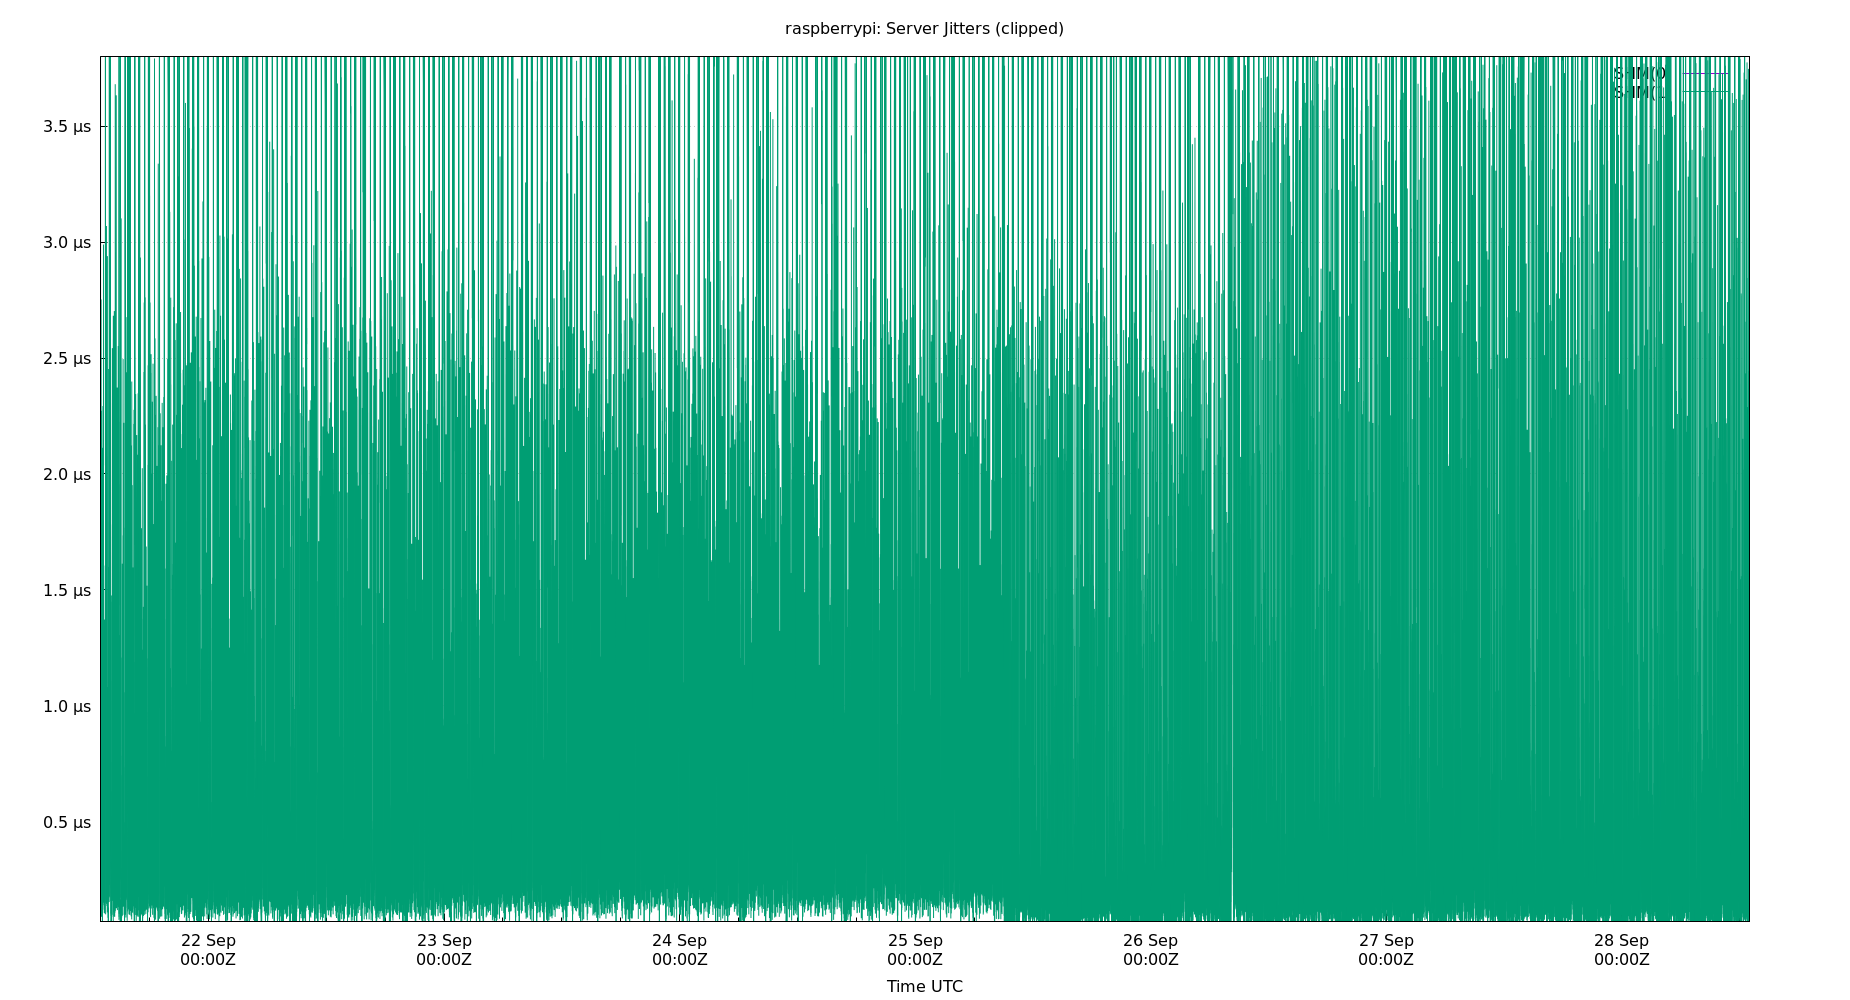 raspberrypi: Server Jitters (clipped)
3.5 μs
3.0 μs
2.5 μs
2.0 μs
1.5 μs
1.0 μs
0.5 μs
22 Sep
00:00Z
23 Sep
00:00Z
24 Sep
00:00Z
25 Sep
00:00Z
26 Sep
00:00Z
27 Sep
00:00Z
28 Sep
00:00Z
Time UTC